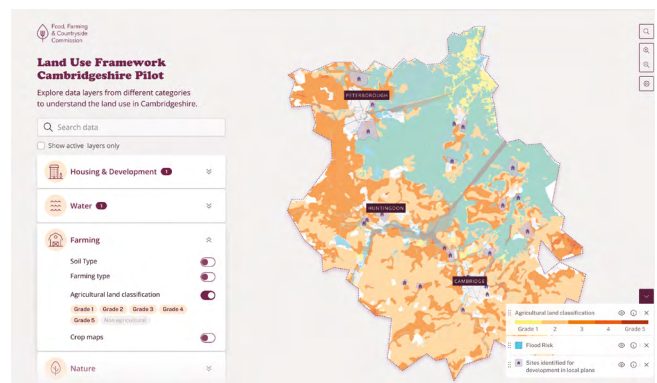 Food, Farming
& Countryside
Commission
Land Use Framework
Cambridgeshire Pilot
Explore data layers from different categories
to understand the land use in Cambridgeshire.
Search data
Show active layers only
Housing & Development 1
Water 1
Farming
Soil Type
Farming type
Agricultural land classification
Grade 1 Grade 2 Grade 3 Grade 4
Grade 5 Non agricultural
Crop maps
Nature
PETERBOROUGH
HUNTINGDON
CAMBRIDGE
Agricultural land classification
Grade 1 2 3 4 Grade 5
Flood Risk
Sites identified for
development in local plans